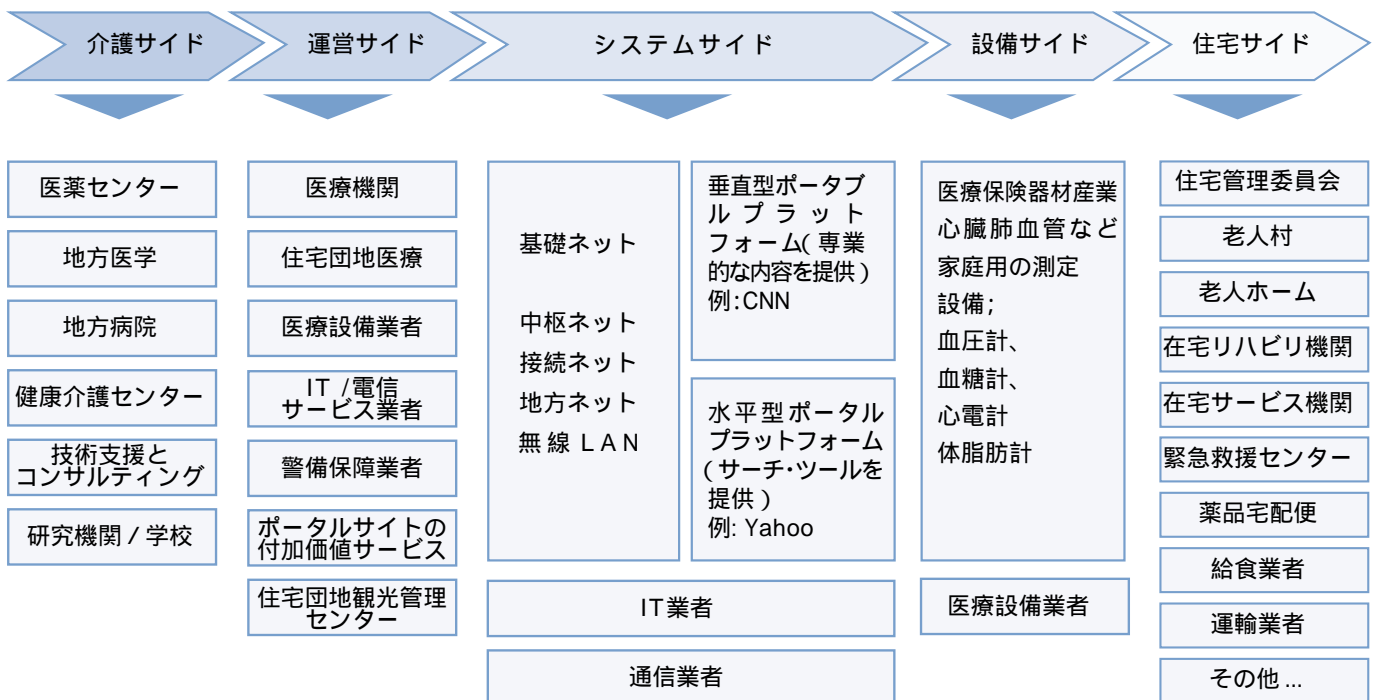 介護サイド
運営サイド
システムサイド
設備サイド
住宅サイド
医薬センター
地方医学
地方病院
健康介護センター
技術支援と
コンサルティング
研究機関 / 学校
医療機関
住宅団地医療
医療設備業者
IT /電信
サービス業者
警備保障業者
ポータルサイトの
付加価値サービス
住宅団地観光管理
センター
基礎ネット
中枢ネット
接続ネット
地方ネット
無線 LAN
垂直型ポータブ
ルプラット
フォーム(専業
的な内容を提供)
例:CNN
水平型ポータル
プラットフォーム
(サーチ・ツールを
提供)
例: Yahoo
IT業者
通信業者
医療保険器材産業
心臓肺血管など
家庭用の測定
設備;
血圧計、
血糖計、
心電計
体脂肪計
医療設備業者
住宅管理委員会
老人村
老人ホーム
在宅リハビリ機関
在宅サービス機関
緊急救援センター
薬品宅配便
給食業者
運輸業者
その他 ...